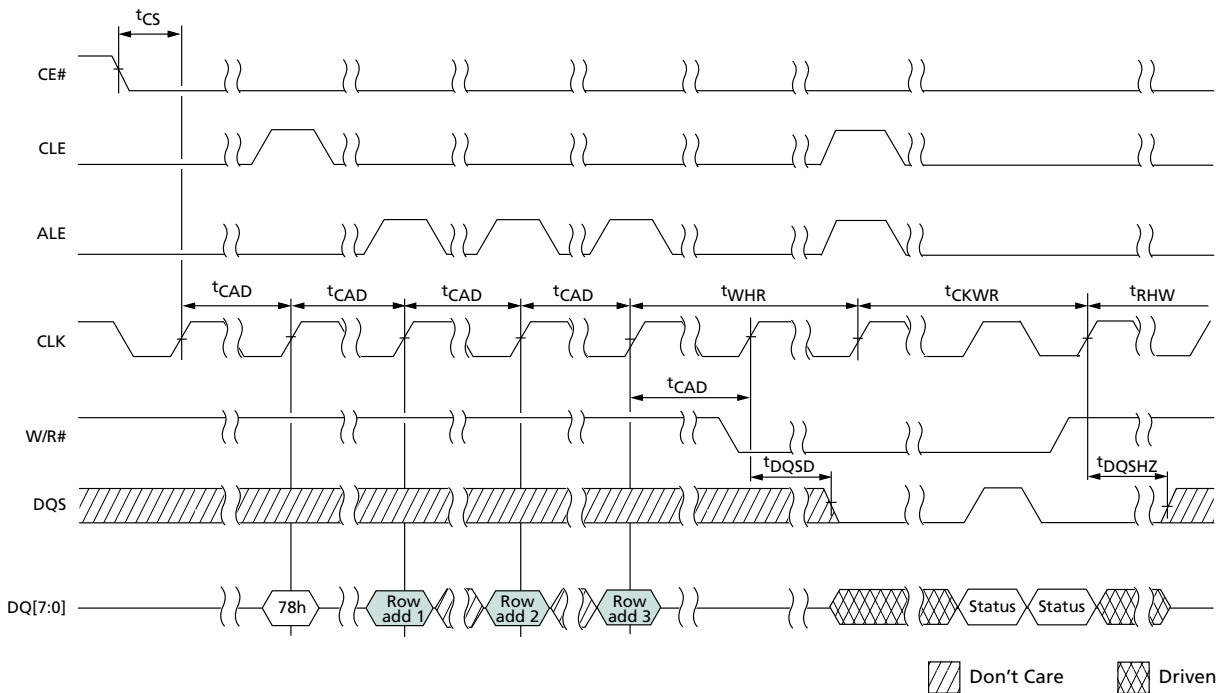 tCS
CE#
CLE
ALE
tCAD tCAD tCAD tCAD tWHR tCKWR tRHW
CLK
tCAD
W/R#
tDQSD tDQSHZ
DQS
DQ[7:0] 78h Row add 1 Row add 2 Row add 3 Status Status
Don't Care Driven